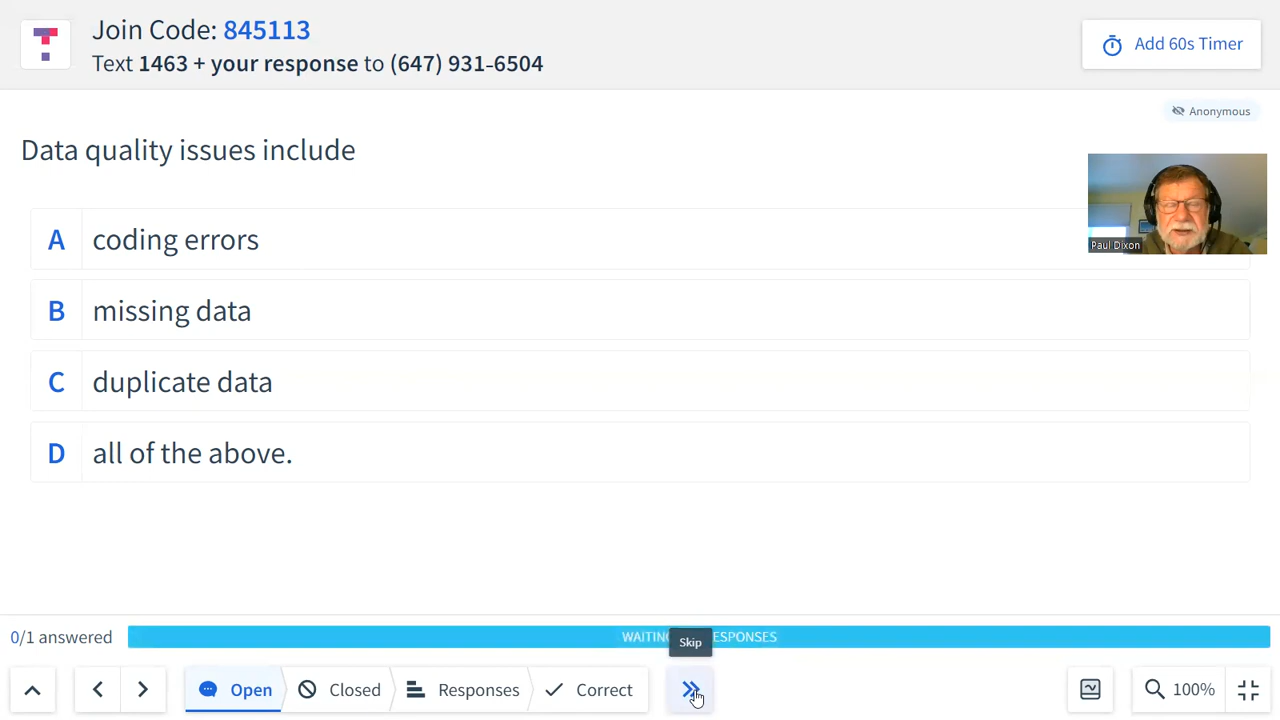 Join Code: 845113
Text 1463 + your response to (647) 931-6504
Add 60s Timer
Anonymous
Data quality issues include
A coding errors
Paul Dixon
B missing data
C duplicate data
D all of the above.
0/1 answered
WAITING RESPONSES
Skip
Open
Closed
Responses
Correct
100%